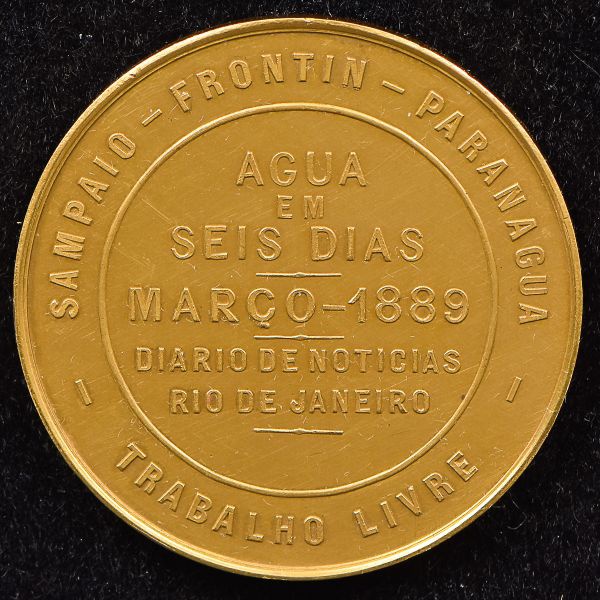 SAMPAIO – FRONTIN – PARANAGUA
AGUA
EM
SEIS DIAS
MARÇO–1889
DIARIO DE NOTICIAS
RIO DE JANEIRO
– TRABALHO LIVRE –